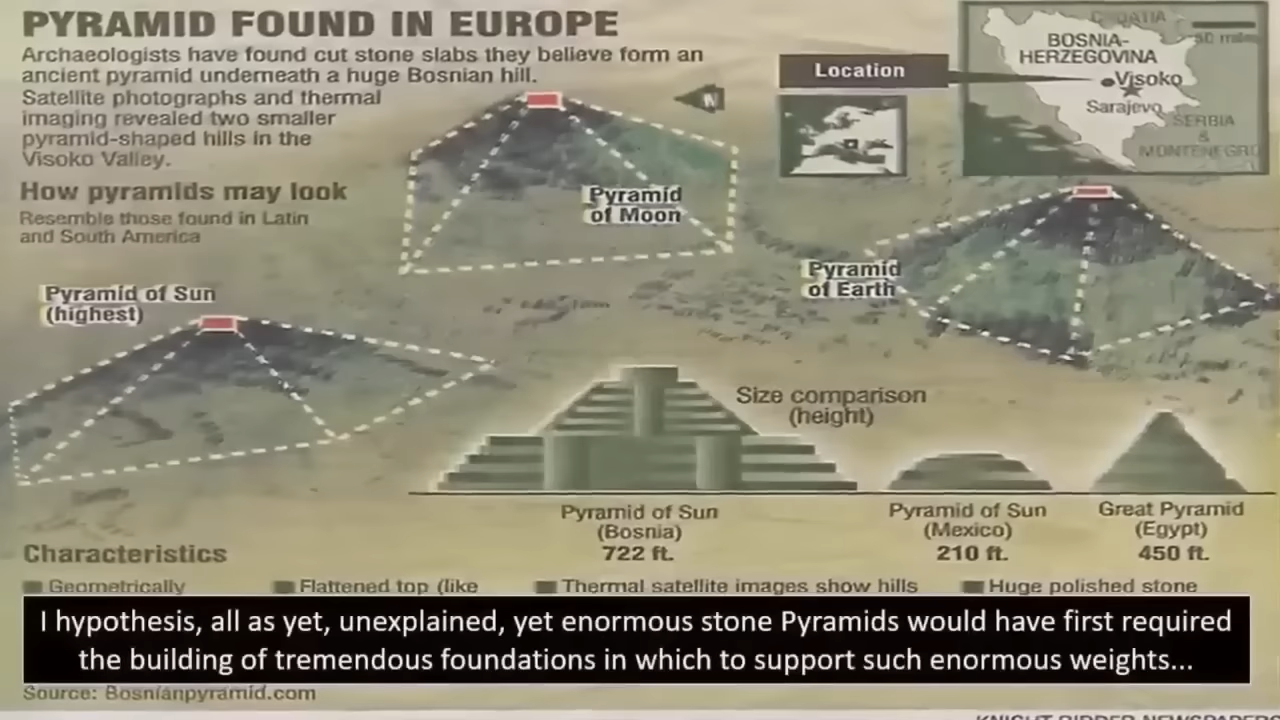 PYRAMID FOUND IN EUROPE
Archaeologists have found cut stone slabs they believe form an
ancient pyramid underneath a huge Bosnian hill.
Satellite photographs and thermal
imaging revealed two smaller
pyramid-shaped hills in the
Visoko Valley.
How pyramids may look
Resemble those found in Latin
and South America
N
Location
CROATIA
50 miles
BOSNIA-
HERZEGOVINA
Visoko
Sarajevo
SERBIA
&
MONTENEGRO
Pyramid
of Moon
Pyramid
of Earth
Pyramid of Sun
(highest)
Size comparison
(height)
Pyramid of Sun
(Bosnia)
722 ft.
Pyramid of Sun
(Mexico)
210 ft.
Great Pyramid
(Egypt)
450 ft.
Characteristics
Geometrically
Flattened top (like
Thermal satellite images show hills
Huge polished stone
I hypothesis, all as yet, unexplained, yet enormous stone Pyramids would have first required
the building of tremendous foundations in which to support such enormous weights...
Source: Bosnianpyramid.com
KNIGHT RIDDER NEWSPAPERS